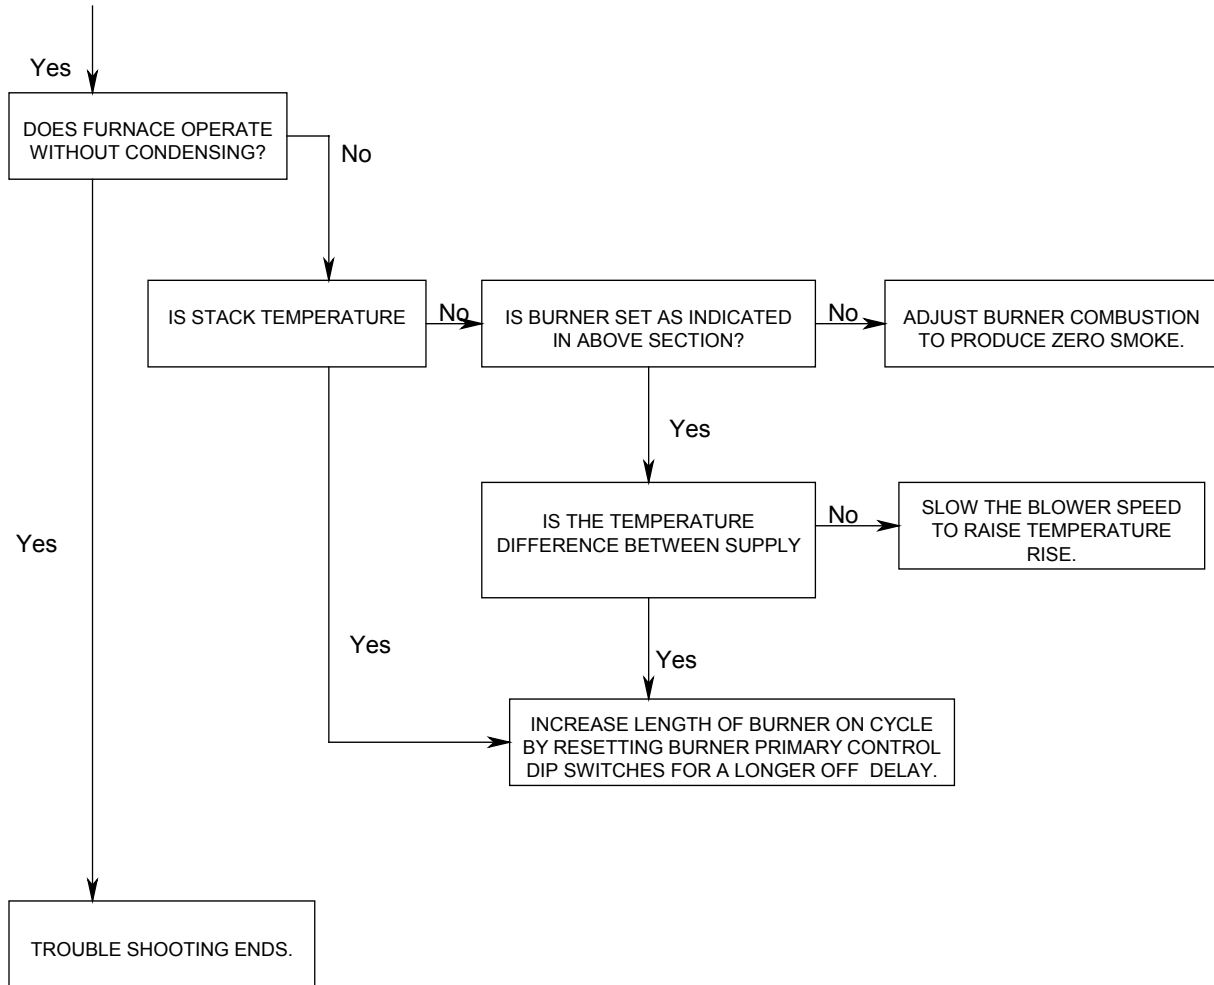 Yes
DOES FURNACE OPERATE
WITHOUT CONDENSING?
No
IS STACK TEMPERATURE
No
IS BURNER SET AS INDICATED
IN ABOVE SECTION?
No
ADJUST BURNER COMBUSTION
TO PRODUCE ZERO SMOKE.
Yes
Yes
IS THE TEMPERATURE
DIFFERENCE BETWEEN SUPPLY
No
SLOW THE BLOWER SPEED
TO RAISE TEMPERATURE
RISE.
Yes
Yes
INCREASE LENGTH OF BURNER ON CYCLE
BY RESETTING BURNER PRIMARY CONTROL
DIP SWITCHES FOR A LONGER OFF  DELAY.
TROUBLE SHOOTING ENDS.